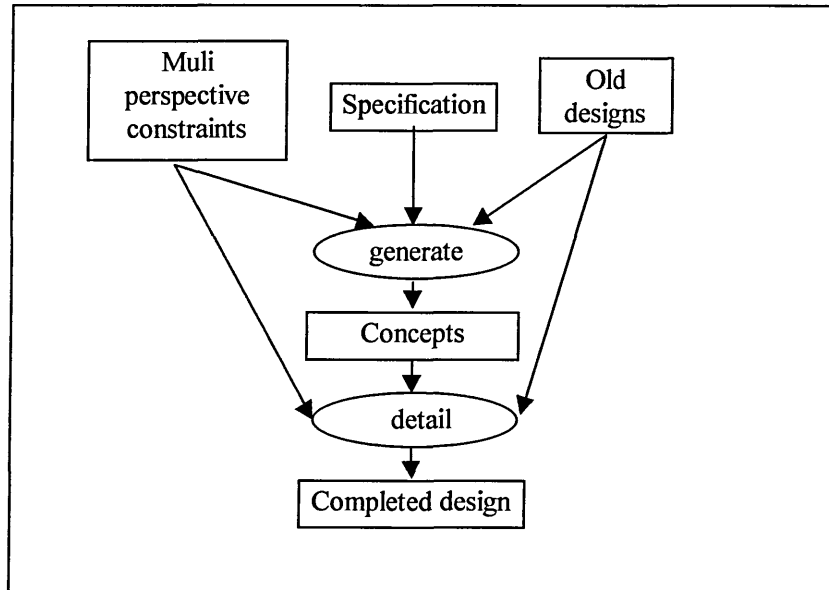 Muli
perspective
constraints
Specification
Old
designs
generate
Concepts
detail
Completed design